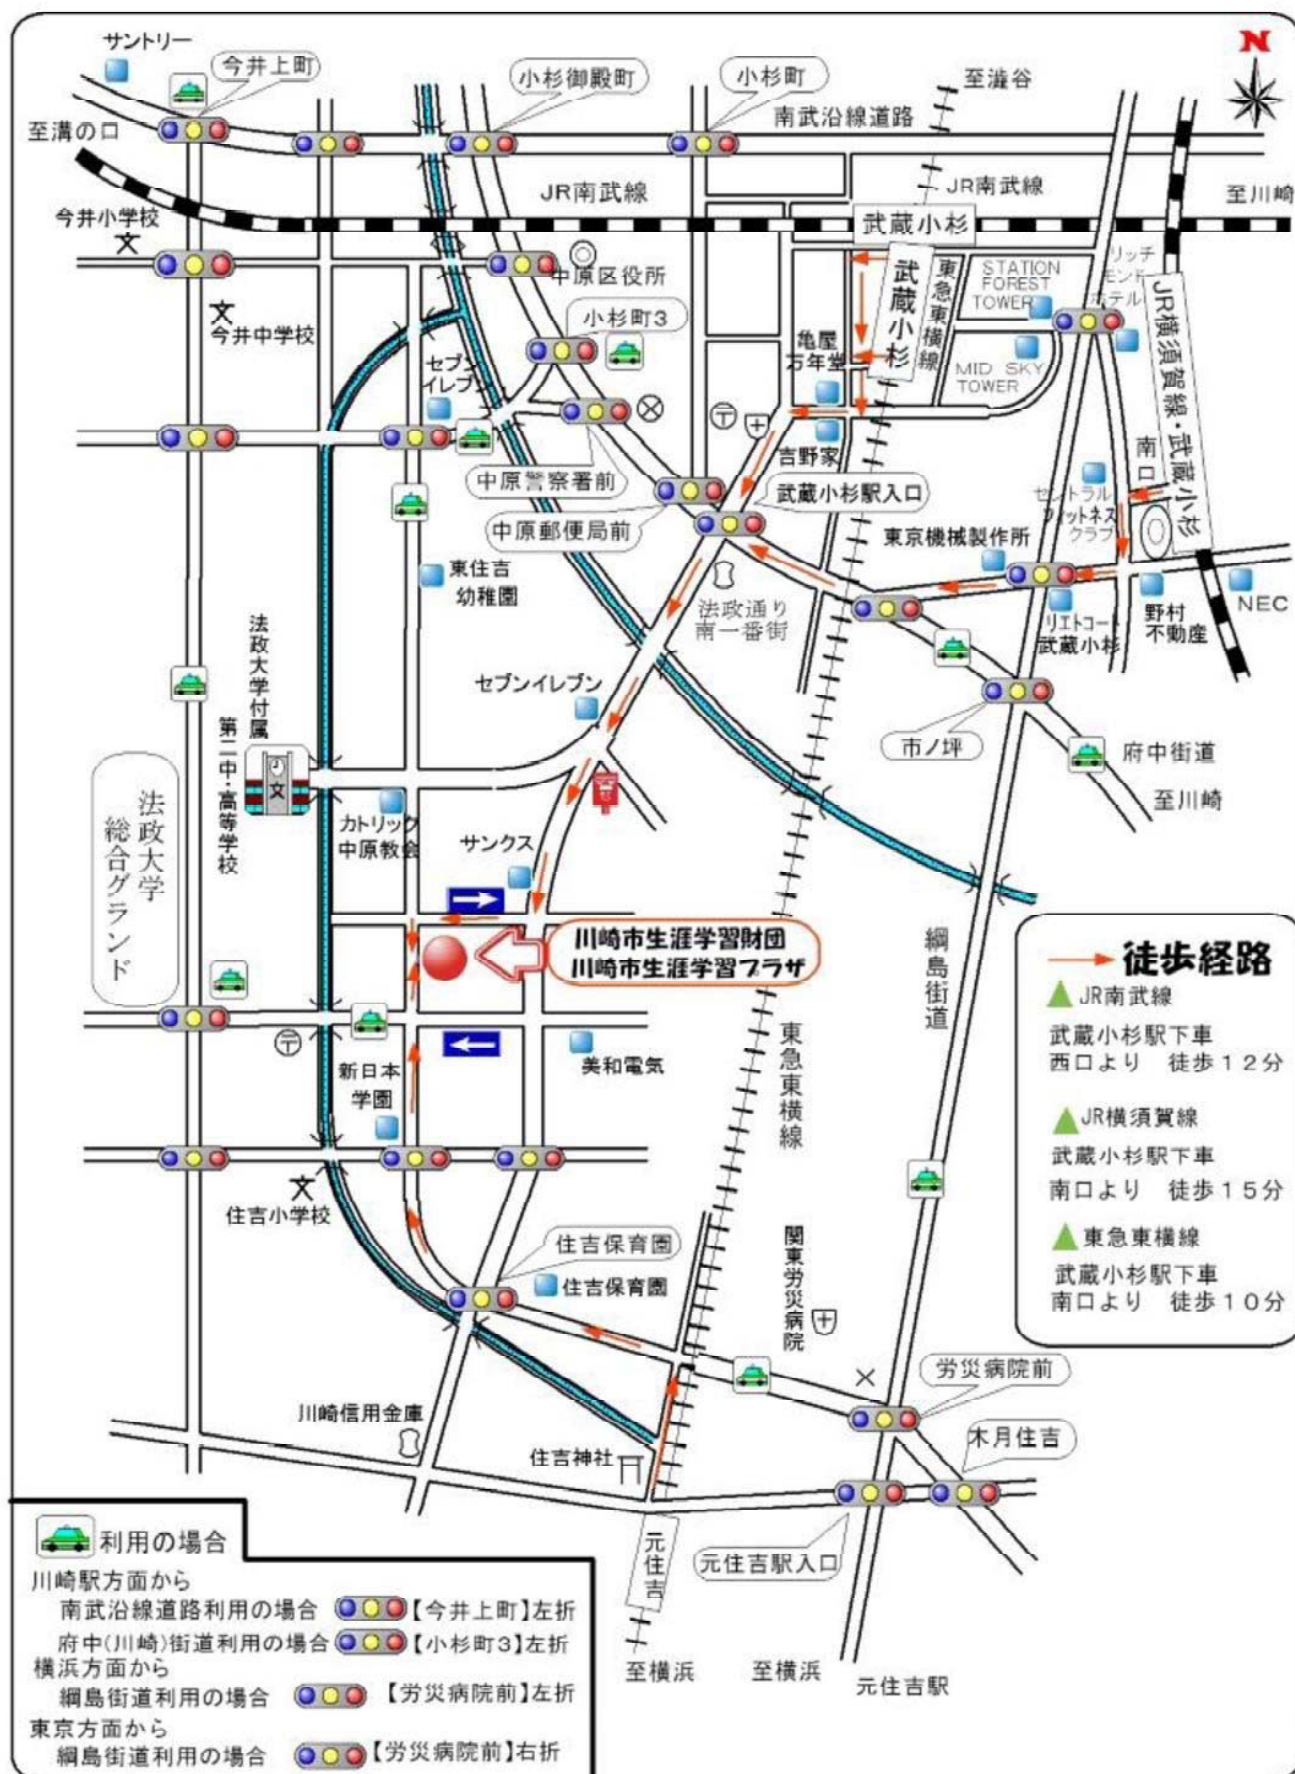 N
サントリー
今井上町
小杉御殿町
小杉町
至澁谷
南武沿線道路
至溝の口
JR南武線
JR南武線
至川崎
今井小学校
武蔵小杉
中原区役所
武蔵小杉
東急東横線
STATION
FOREST
TOWER
リッチ
モンド
ホテル
JR横須賀線・武蔵小杉
今井中学校
小杉町3
亀屋
万年堂
セブン
イレブン
MID SKY
TOWER
吉野家
南口
中原警察署前
武蔵小杉駅入口
中原郵便局前
セントラル
フィットネス
クラブ
東京機械製作所
東住吉
幼稚園
法政通り
南一番街
リエトコート
武蔵小杉
野村
不動産
NEC
法政大学付属
第二中・高等学校
セブンイレブン
市ノ坪
府中街道
至川崎
法政大学
総合グランド
カトリック
中原教会
サンクス
川崎市生涯学習財団
川崎市生涯学習プラザ
綱島街道
徒歩経路
JR南武線
武蔵小杉駅下車
西口より 徒歩12分
JR横須賀線
武蔵小杉駅下車
南口より 徒歩15分
東急東横線
武蔵小杉駅下車
南口より 徒歩10分
東急東横線
新日本
学園
美和電気
住吉小学校
住吉保育園
住吉保育園
関東労災病院
労災病院前
木月住吉
川崎信用金庫
住吉神社
元住吉
元住吉駅入口
至横浜
至横浜
元住吉駅
利用の場合
川崎駅方面から
南武沿線道路利用の場合 【今井上町】左折
府中(川崎)街道利用の場合 【小杉町3】左折
横浜方面から
綱島街道利用の場合 【労災病院前】左折
東京方面から
綱島街道利用の場合 【労災病院前】右折